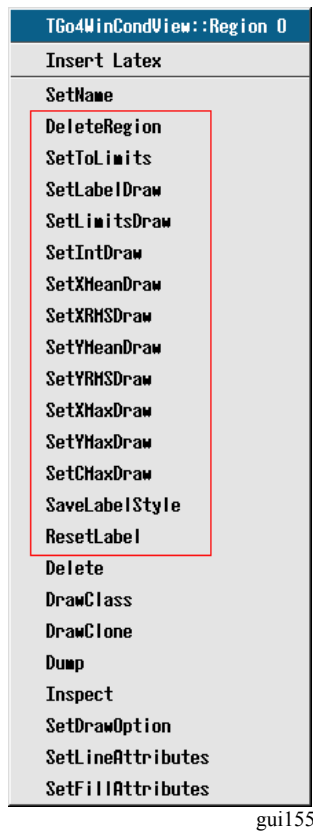 TGo4WinCondView::Region 0
Insert Latex
SetName
DeleteRegion
SetToLimits
SetLabelDraw
SetLimitsDraw
SetIntDraw
SetXMeanDraw
SetXRMSDraw
SetYMeanDraw
SetYRMSDraw
SetXMaxDraw
SetYMaxDraw
SetCMaxDraw
SaveLabelStyle
ResetLabel
Delete
DrawClass
DrawClone
Dump
Inspect
SetDrawOption
SetLineAttributes
SetFillAttributes
gui155